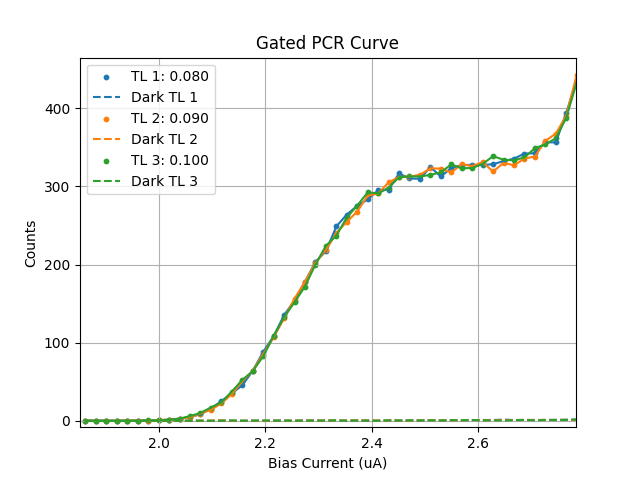 Gated PCR Curve
TL 1: 0.080
Dark TL 1
TL 2: 0.090
Dark TL 2
TL 3: 0.100
Dark TL 3
400
300
200
100
0
Counts
2.0
2.2
2.4
2.6
Bias Current (uA)